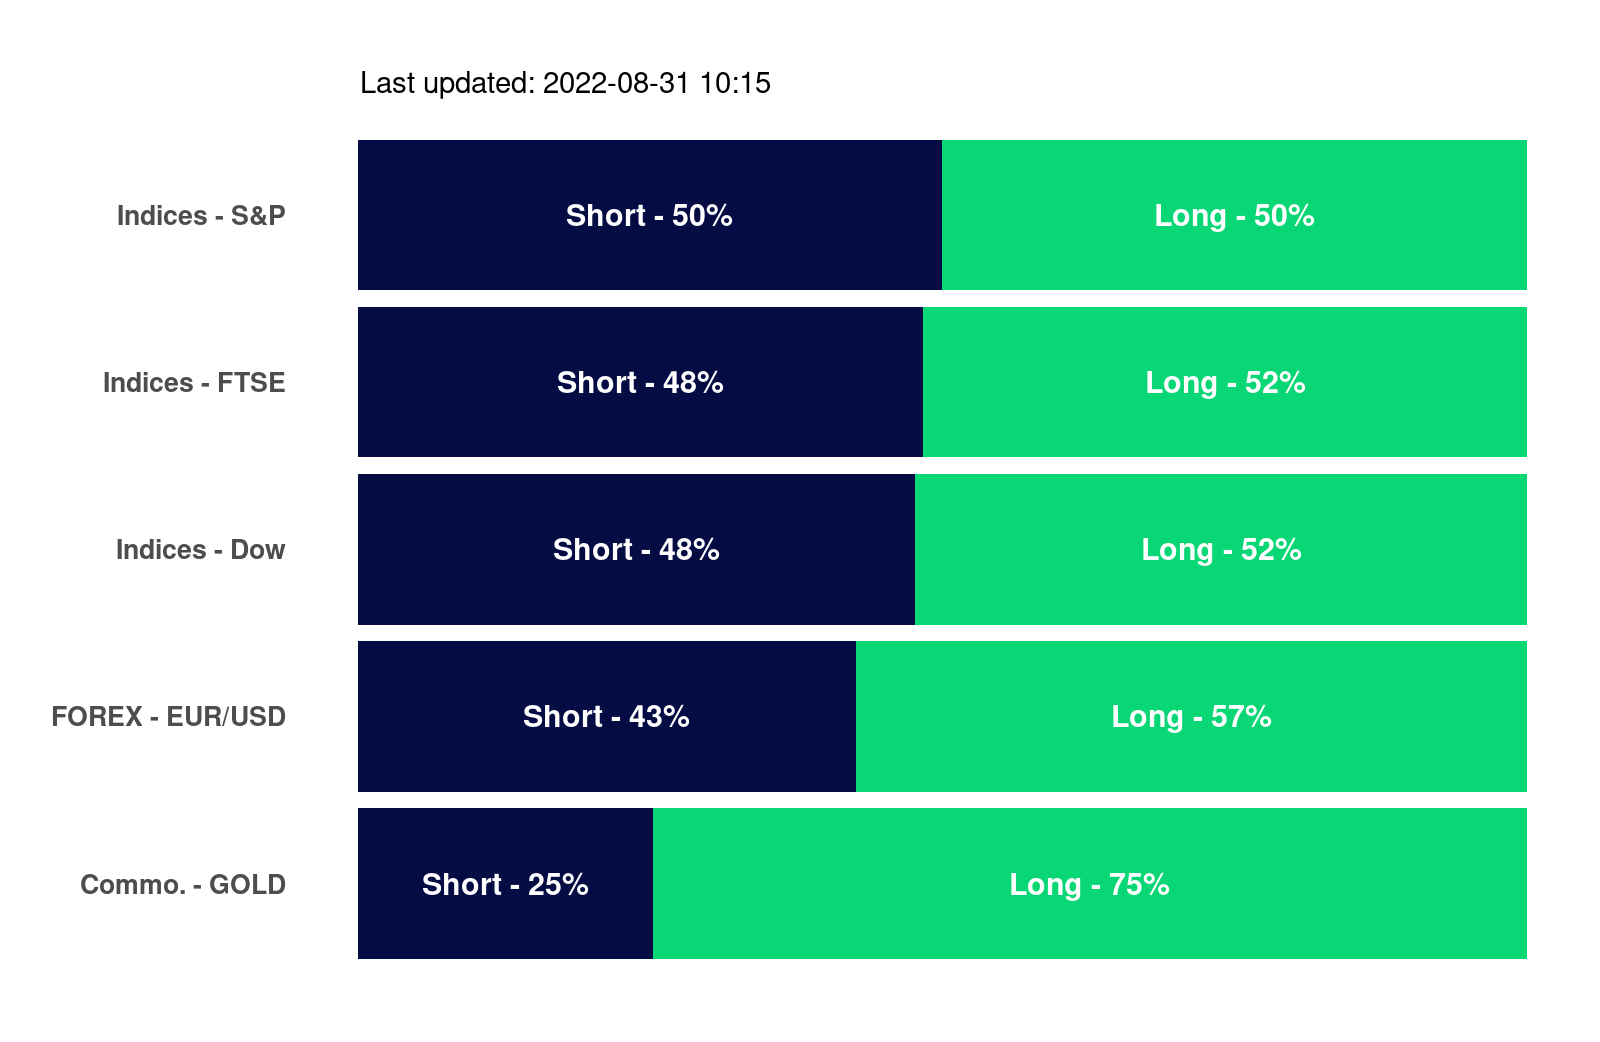 Last updated: 2022-08-31 10:15
Indices - S&P Short - 50% Long - 50%
Indices - FTSE Short - 48% Long - 52%
Indices - Dow Short - 48% Long - 52%
FOREX - EUR/USD Short - 43% Long - 57%
Commo. - GOLD Short - 25% Long - 75%